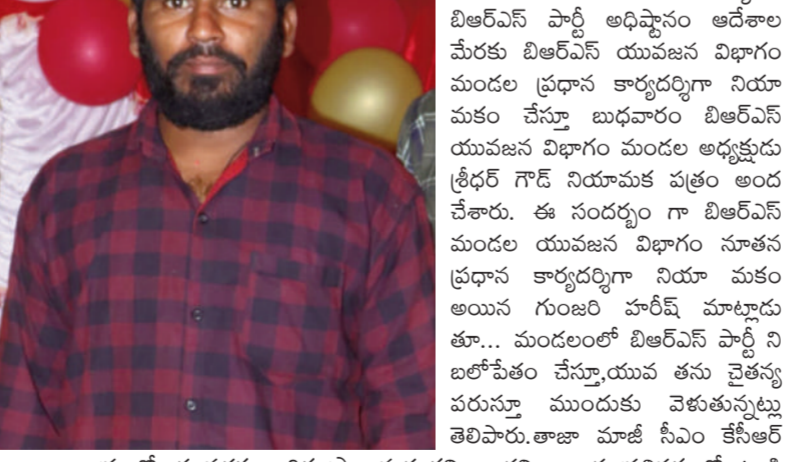 బిఆర్ఎస్ పార్టీ అధిష్టానం ఆదేశాల
మేరకు బిఆర్ఎస్ యువజన విభాగం
మండల ప్రధాన కార్యదర్శిగా నియా
మకం చేస్తూ బుధవారం బిఆర్ఎస్
యువజన విభాగం మండల అధ్యక్షుడు
శ్రీధర్ గౌడ్ నియామక పత్రం అంద
చేశారు. ఈ సందర్భం గా బిఆర్ఎస్
మండల యువజన విభాగం నూతన
ప్రధాన కార్యదర్శిగా నియా మకం
అయిన గుంజరి హరీష్ మాట్లాడు
తూ... మండలంలో బిఆర్ఎస్ పార్టీ ని
బలోపేతం చేస్తూ,యువ తను చైతన్య
పరుస్తూ ముందుకు వెళుతున్నట్లు
తెలిపారు.తాజా మాజీ సీఎం కేసీఆర్